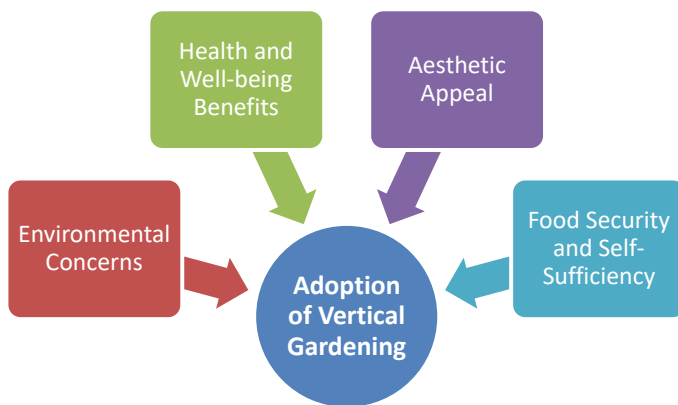 Health and
Well-being
Benefits
Aesthetic
Appeal
Environmental
Concerns
Food Security
and Self-
Sufficiency
Adoption
of Vertical
Gardening